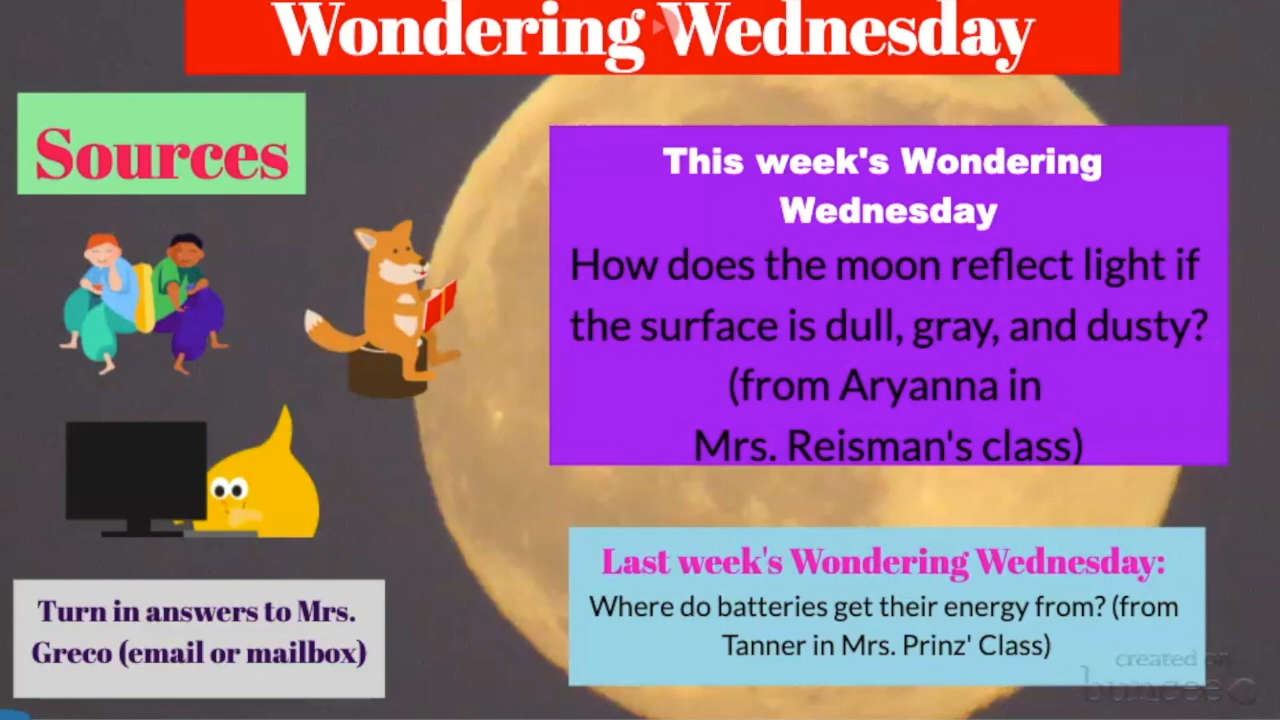 Wondering Wednesday
Sources
This week's Wondering
Wednesday
How does the moon reflect light if
the surface is dull, gray, and dusty?
(from Aryanna in
Mrs. Reisman's class)
Last week's Wondering Wednesday:
Where do batteries get their energy from? (from
Tanner in Mrs. Prinz' Class)
Turn in answers to Mrs.
Greco (email or mailbox)
created on
buncee